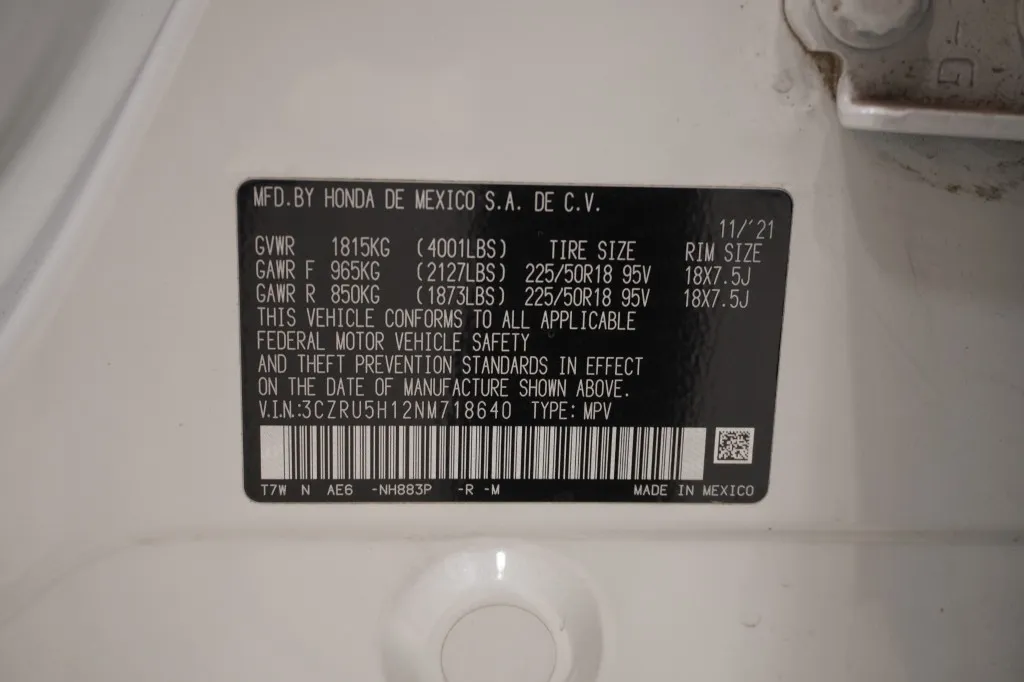 MFD.BY HONDA DE MEXICO S.A. DE C.V.
11/'21
GVWR 1815KG (4001LBS) TIRE SIZE RIM SIZE
GAWR F 965KG (2127LBS) 225/50R18 95V 18X7.5J
GAWR R 850KG (1873LBS) 225/50R18 95V 18X7.5J
THIS VEHICLE CONFORMS TO ALL APPLICABLE
FEDERAL MOTOR VEHICLE SAFETY
AND THEFT PREVENTION STANDARDS IN EFFECT
ON THE DATE OF MANUFACTURE SHOWN ABOVE.
V.I.N.:3CZRU5H12NM718640 TYPE: MPV
T7W N AE6 -NH883P -R -M MADE IN MEXICO